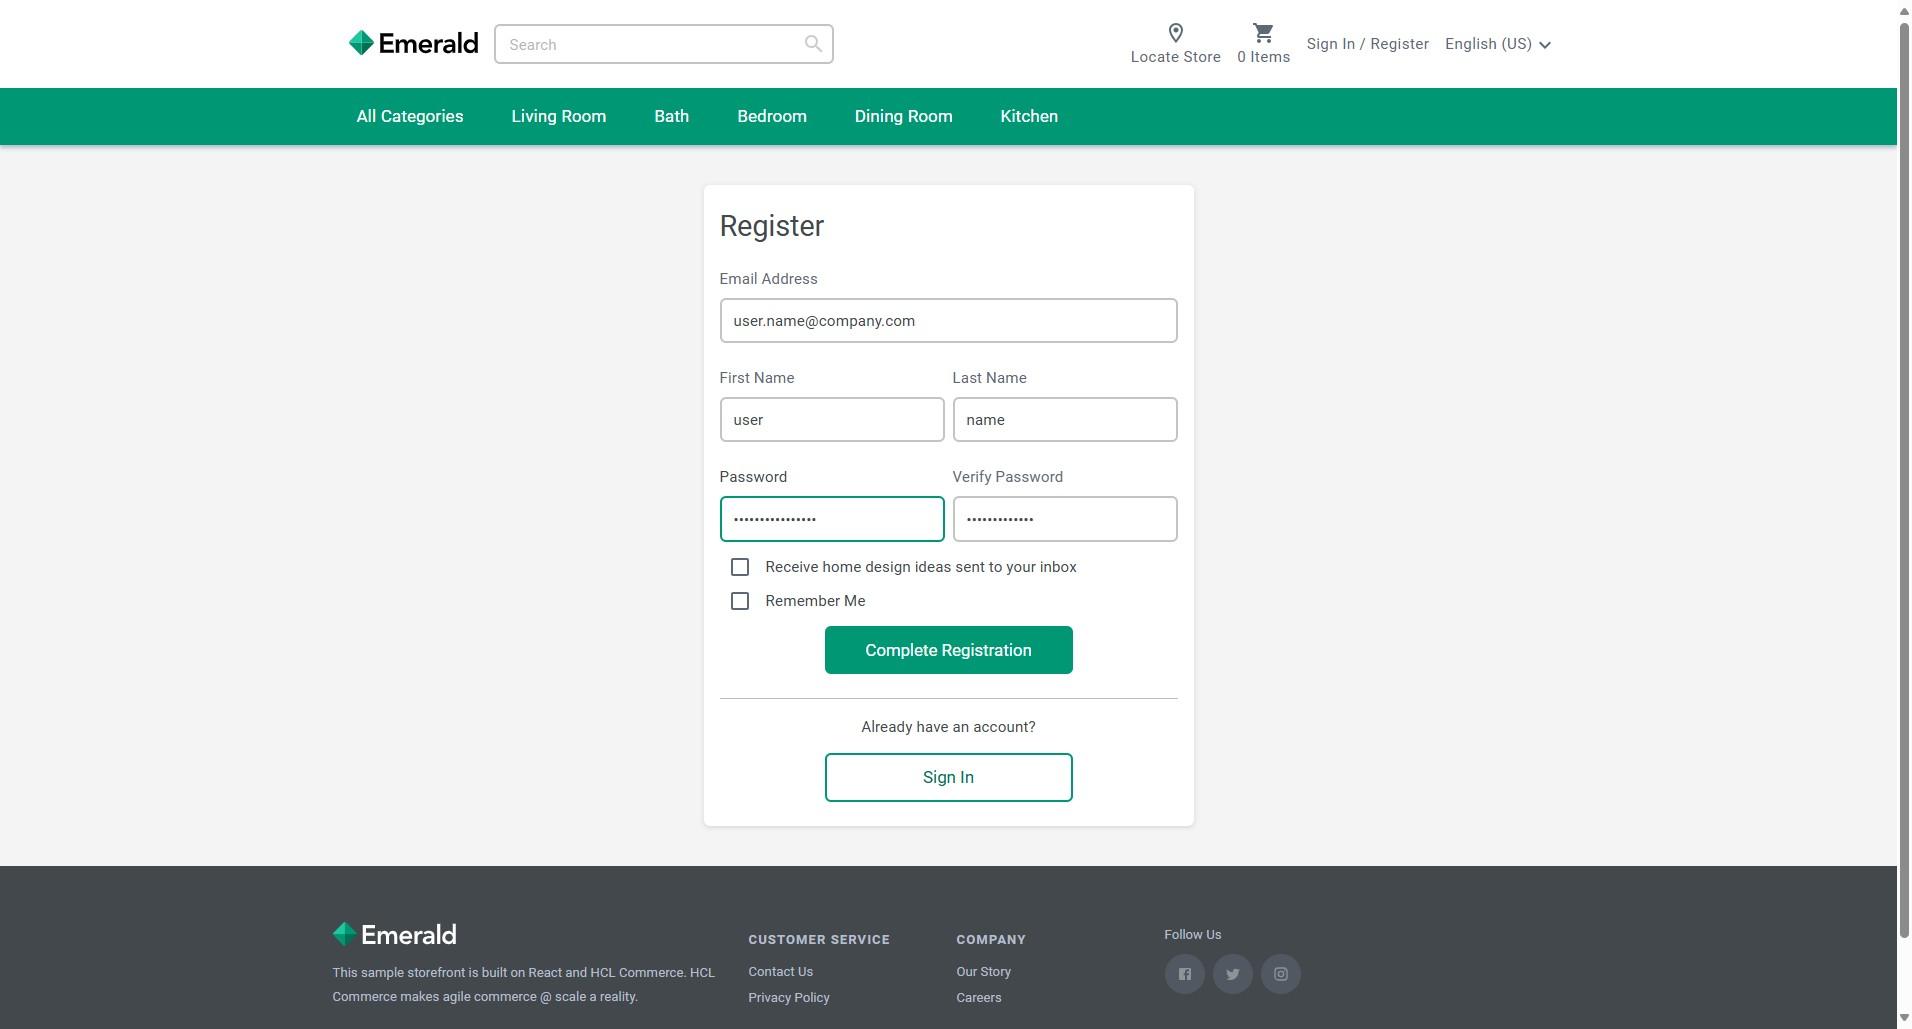 Emerald
Search
Locate Store
0 Items
Sign In / Register
English (US)
All Categories
Living Room
Bath
Bedroom
Dining Room
Kitchen
Register
Email Address
user.name@company.com
First Name
Last Name
user
name
Password
Verify Password
••••••••••••••••
•••••••••••••
Receive home design ideas sent to your inbox
Remember Me
Complete Registration
Already have an account?
Sign In
Emerald
This sample storefront is built on React and HCL Commerce. HCL
Commerce makes agile commerce @ scale a reality.
CUSTOMER SERVICE
Contact Us
Privacy Policy
COMPANY
Our Story
Careers
Follow Us